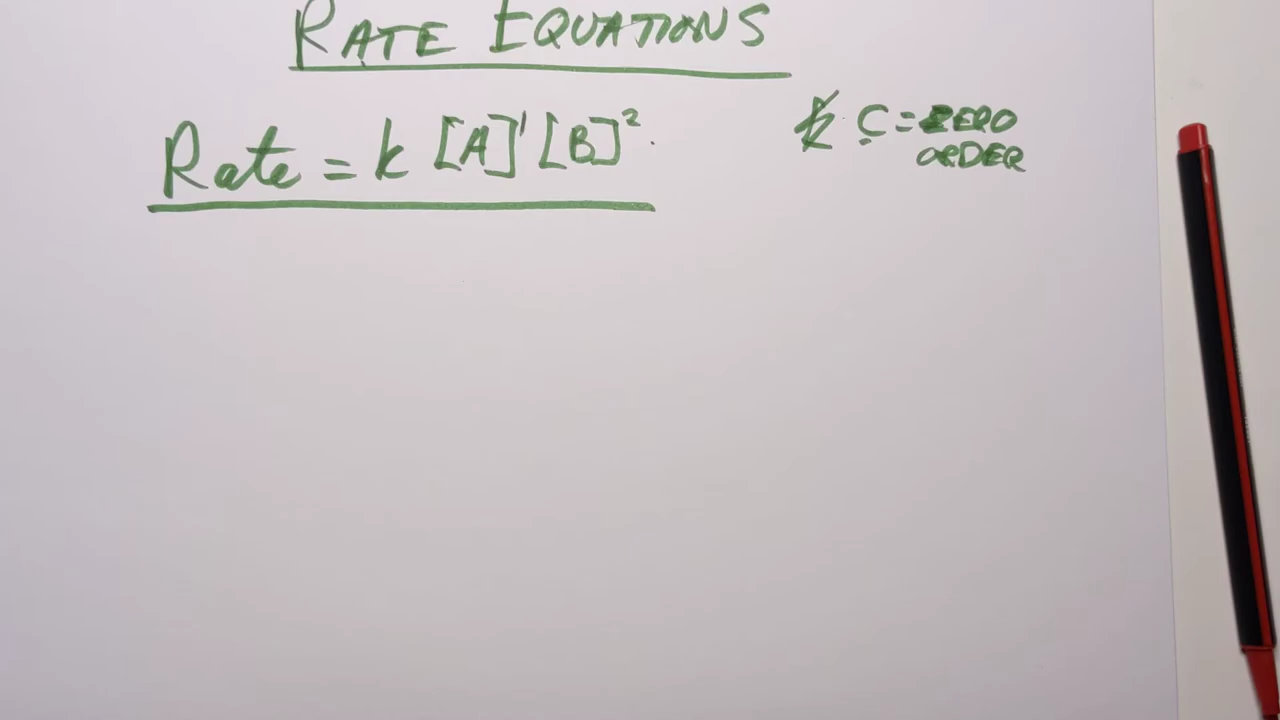 RATE EQUATIONS
Rate = k [A]¹ [B]².
C = ZERO
ORDER